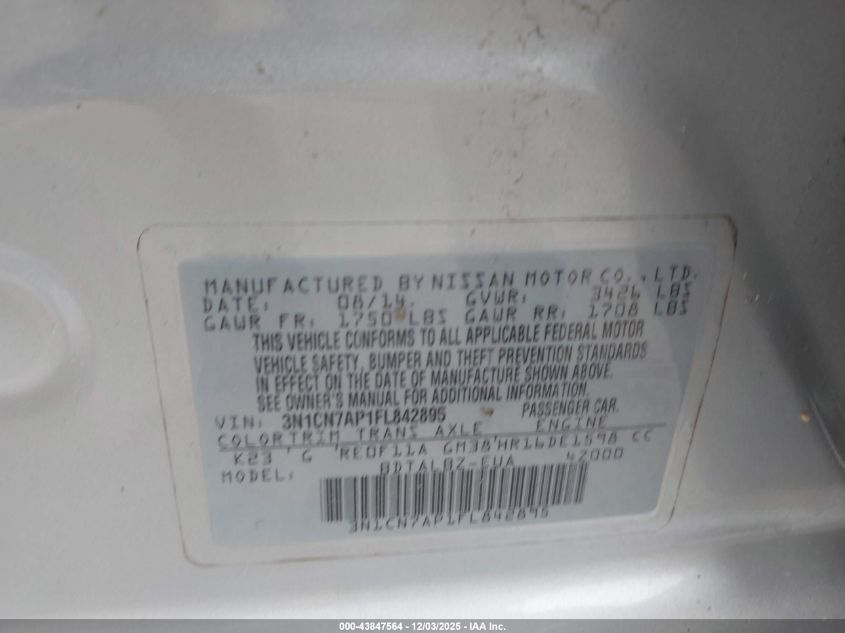 MANUFACTURED BY NISSAN MOTOR CO., LTD.
DATE: 08/14 GVWR: 3426 LBS
GAWR FR: 1750 LBS GAWR RR: 1708 LBS
THIS VEHICLE CONFORMS TO ALL APPLICABLE FEDERAL MOTOR
VEHICLE SAFETY, BUMPER AND THEFT PREVENTION STANDARDS
IN EFFECT ON THE DATE OF MANUFACTURE SHOWN ABOVE.
SEE OWNER'S MANUAL FOR ADDITIONAL INFORMATION.
VIN: 3N1CN7AP1FL842895 PASSENGER CAR.
COLOR TRIM TRANS AXLE ENGINE
K23 G RE0F11A GM38 HR16DE1598 CC
MODEL: BDTALBZ-EUA 42000
3N1CN7AP1FL842895
000-43847564 - 12/03/2025 - IAA Inc.